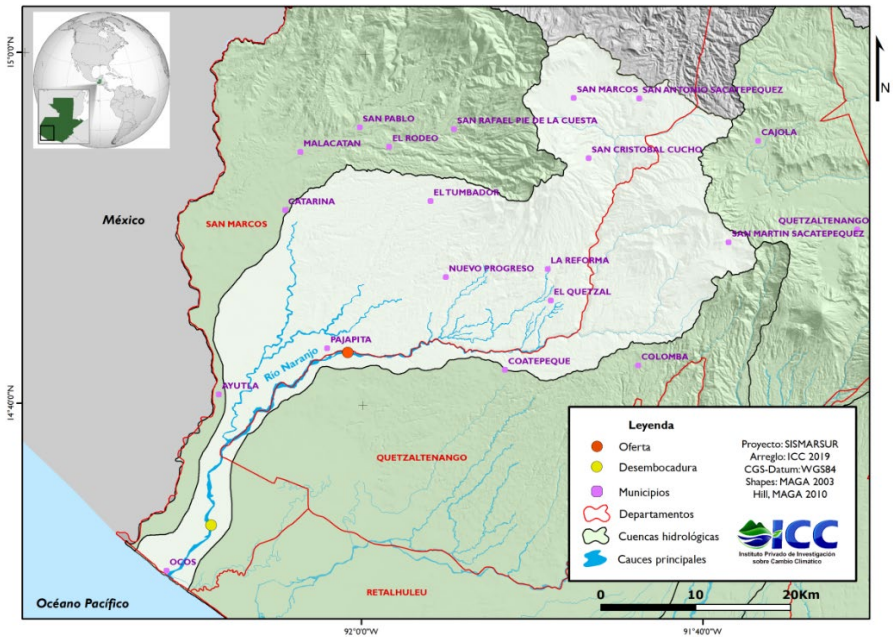 15°0'0"N
N
SAN MARCOS
SAN ANTONIO SACATEPEQUEZ
SAN PABLO
SAN RAFAEL PIE DE LA CUESTA
EL RODEO
MALACATAN
CAJOLA
SAN CRISTOBAL CUCHO
EL TUMBADOR
CATARINA
México
SAN MARCOS
QUETZALTENANGO
SAN MARTIN SACATEPEQUEZ
NUEVO PROGRESO
LA REFORMA
EL QUETZAL
PAJAPITA
Río Naranjo
COATEPEQUE
COLOMBA
AYUTLA
14°40'0"N
QUETZALTENANGO
OCOS
RETALHULEU
Océano Pacífico
Leyenda
Oferta
Desembocadura
Municipios
Departamentos
Cuencas hidrológicas
Cauces principales
Proyecto: SISMARSUR
Arreglo: ICC 2019
CGS-Datum: WGS84
Shapes: MAGA 2003
Hill, MAGA 2010
ICC
Instituto Privado de Investigación
sobre Cambio Climático
0 10 20Km
92°0'0"W
91°40'0"W